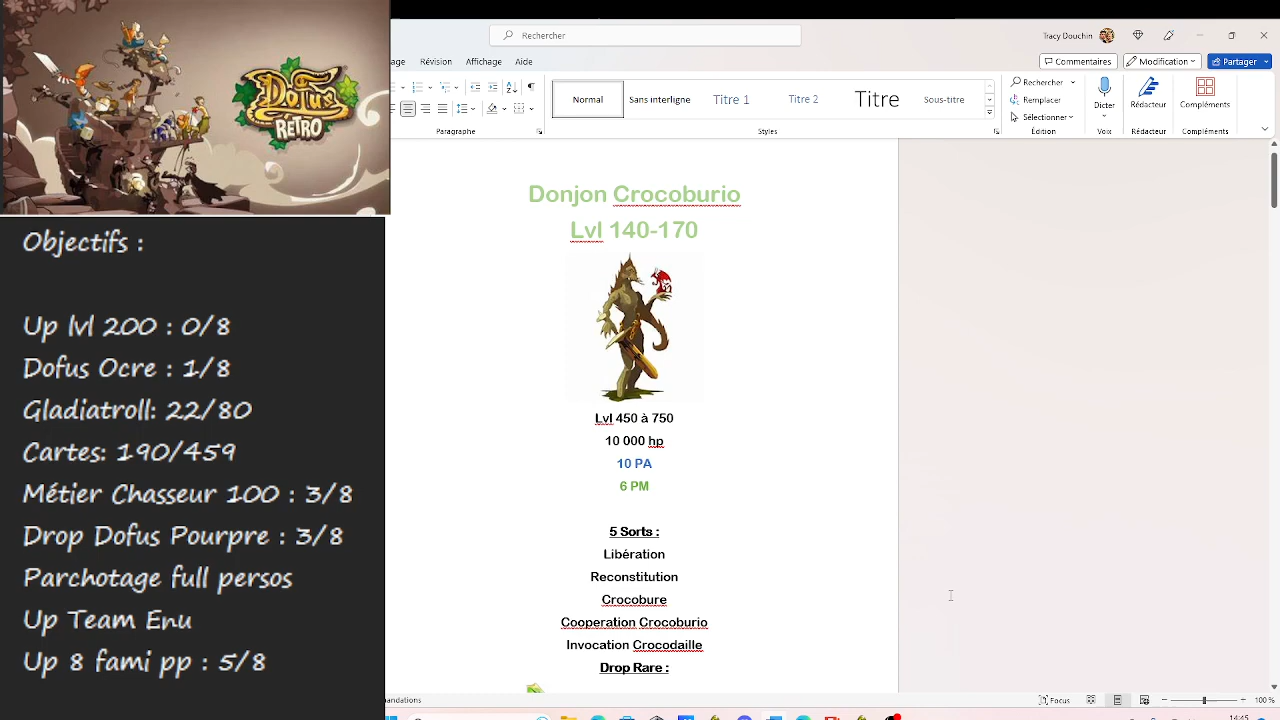 Dofus
RETRO
Objectifs :
Up lvl 200 : 0/8
Dofus Ocre : 1/8
Gladiatroll: 22/80
Cartes: 190/459
Métier Chasseur 100 : 3/8
Drop Dofus Pourpre : 3/8
Parchotage full persos
Up Team Enu
Up 8 fami pp : 5/8
Rechercher
Tracy Douchin
Révision
Affichage
Aide
Commentaires
Modification
Partager
Normal
Sans interligne
Titre 1
Titre 2
Titre
Sous-titre
Rechercher
Remplacer
Sélectionner
Dicter
Rédacteur
Compléments
Paragraphe
Styles
Édition
Voix
Rédacteur
Compléments
Donjon Crocoburio
Lvl 140-170
Lvl 450 à 750
10 000 hp
10 PA
6 PM
5 Sorts :
Libération
Reconstitution
Crocobure
Cooperation Crocoburio
Invocation Crocodaille
Drop Rare :
Focus
100 %